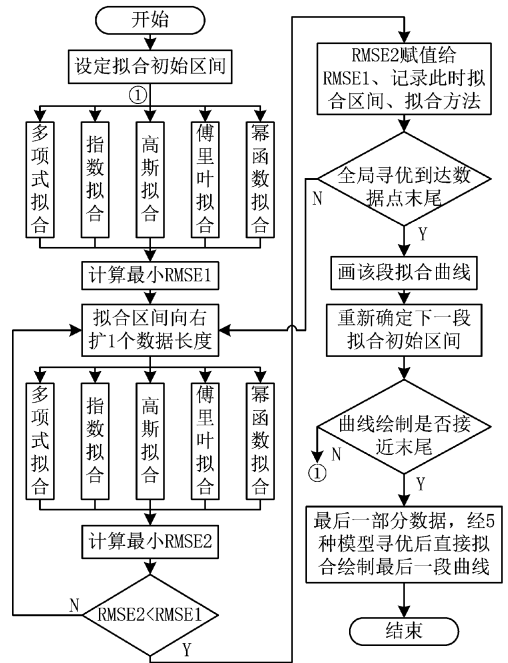 开始
设定拟合初始区间
①
多项式拟合
指数拟合
高斯拟合
傅里叶拟合
幂函数拟合
计算最小RMSE1
拟合区间向右
扩1个数据长度
多项式拟合
指数拟合
高斯拟合
傅里叶拟合
幂函数拟合
计算最小RMSE2
N
RMSE2<RMSE1
Y
RMSE2赋值给
RMSE1、记录此时拟
合区间、拟合方法
全局寻优到达数
据点末尾
N
Y
画该段拟合曲线
重新确定下一段
拟合初始区间
曲线绘制是否接
近末尾
N
①
Y
最后一部分数据，经5
种模型寻优后直接拟
合绘制最后一段曲线
结束